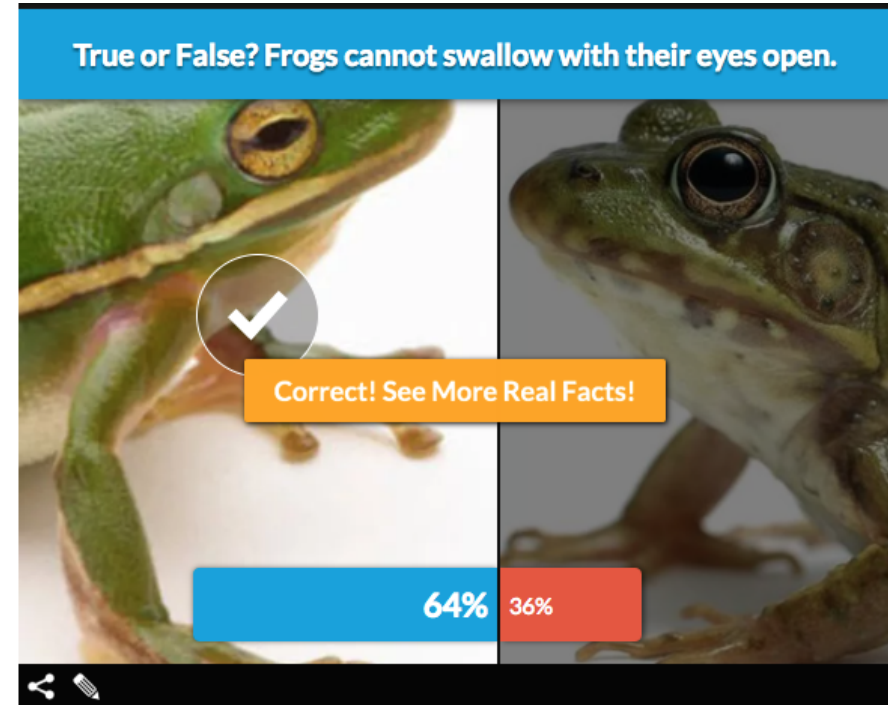 True or False? Frogs cannot swallow with their eyes open.
Correct! See More Real Facts!
64% 36%